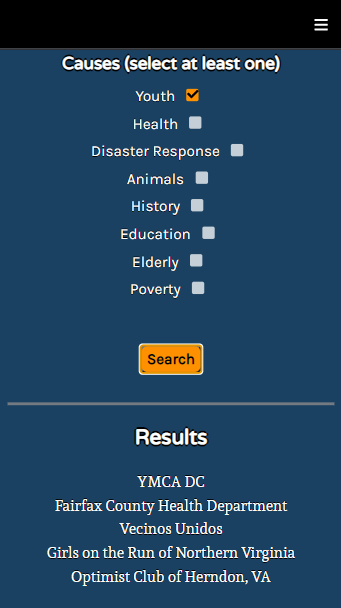 Causes (select at least one)
Youth
Health
Disaster Response
Animals
History
Education
Elderly
Poverty
Search
Results
YMCA DC
Fairfax County Health Department
Vecinos Unidos
Girls on the Run of Northern Virginia
Optimist Club of Herndon, VA